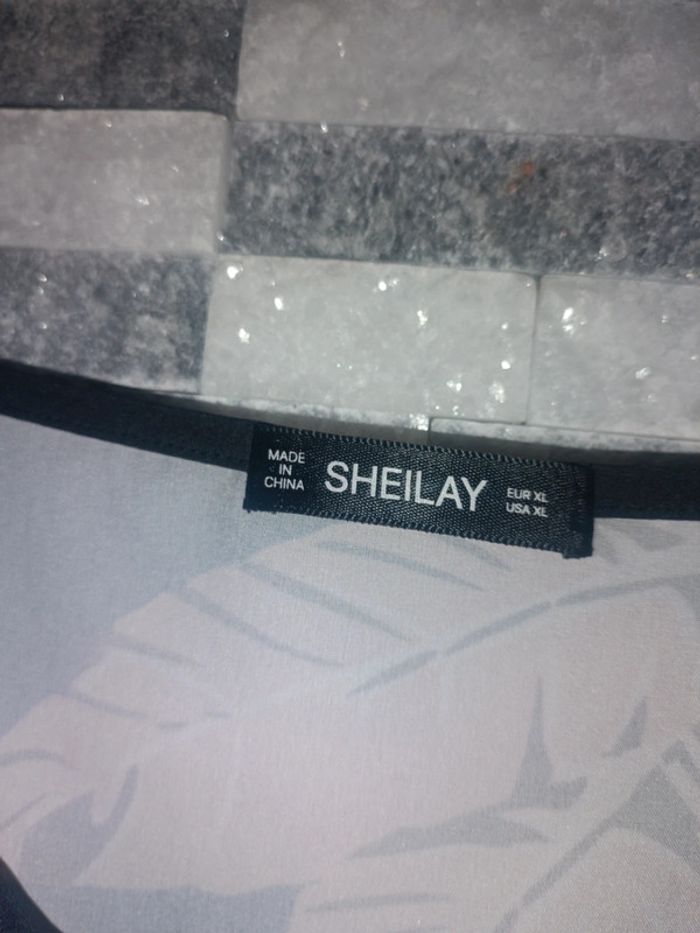 MADE
IN
CHINA
SHEILAY
EUR XL
USA XL